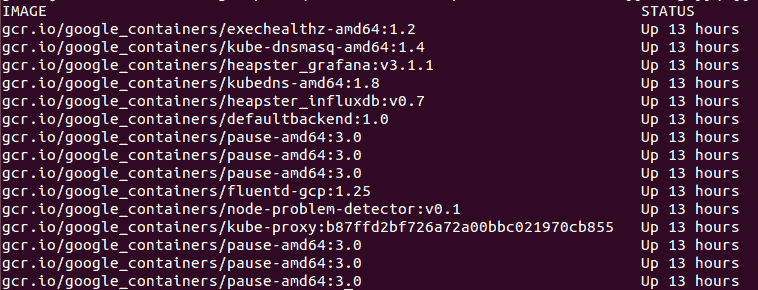 IMAGE STATUS
gcr.io/google_containers/exechealthz-amd64:1.2 Up 13 hours
gcr.io/google_containers/kube-dnsmasq-amd64:1.4 Up 13 hours
gcr.io/google_containers/heapster_grafana:v3.1.1 Up 13 hours
gcr.io/google_containers/kubedns-amd64:1.8 Up 13 hours
gcr.io/google_containers/heapster_influxdb:v0.7 Up 13 hours
gcr.io/google_containers/defaultbackend:1.0 Up 13 hours
gcr.io/google_containers/pause-amd64:3.0 Up 13 hours
gcr.io/google_containers/pause-amd64:3.0 Up 13 hours
gcr.io/google_containers/pause-amd64:3.0 Up 13 hours
gcr.io/google_containers/fluentd-gcp:1.25 Up 13 hours
gcr.io/google_containers/node-problem-detector:v0.1 Up 13 hours
gcr.io/google_containers/kube-proxy:b87ffd2bf726a72a00bbc021970cb855 Up 13 hours
gcr.io/google_containers/pause-amd64:3.0 Up 13 hours
gcr.io/google_containers/pause-amd64:3.0 Up 13 hours
gcr.io/google_containers/pause-amd64:3.0 Up 13 hours